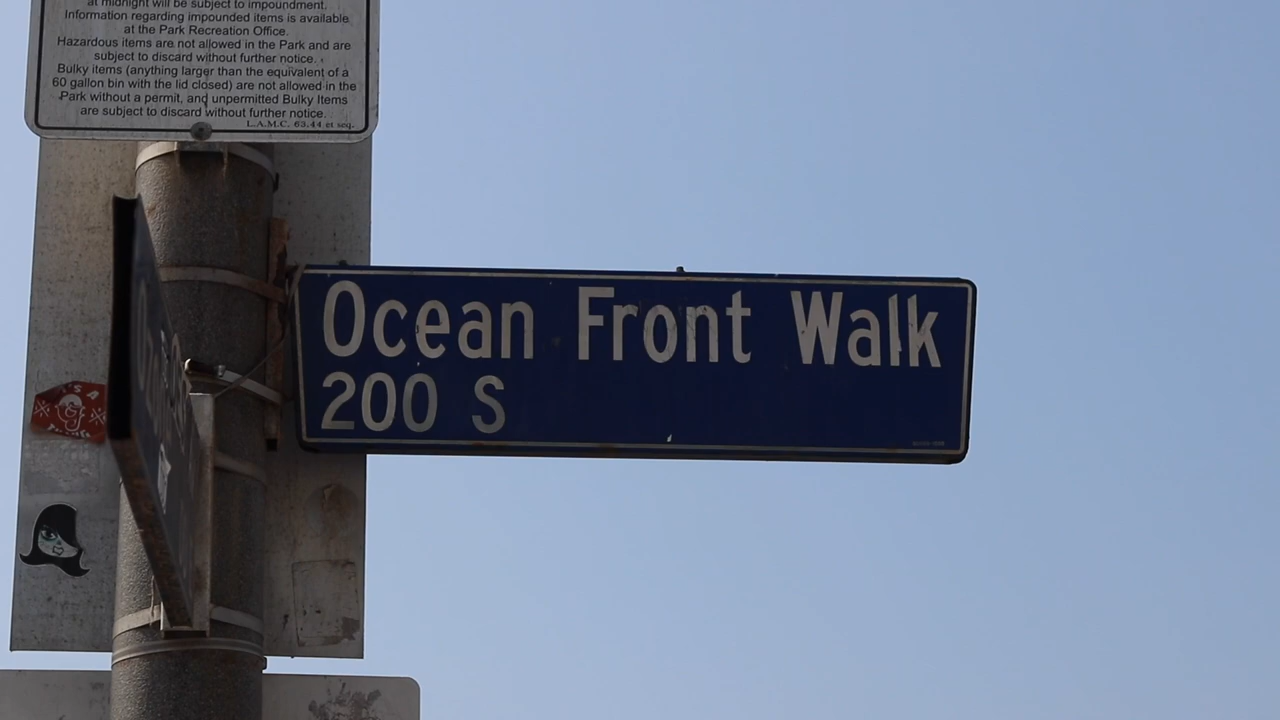 at midnight will be subject to impoundment.
Information regarding impounded items is available
at the Park Recreation Office.
Hazardous items are not allowed in the Park and are
subject to discard without further notice.
Bulky items (anything larger than the equivalent of a
60 gallon bin with the lid closed) are not allowed in the
Park without a permit, and unpermitted Bulky Items
are subject to discard without further notice.
L.A.M.C. 63.44 et seq.
Ocean Front Walk
200 S